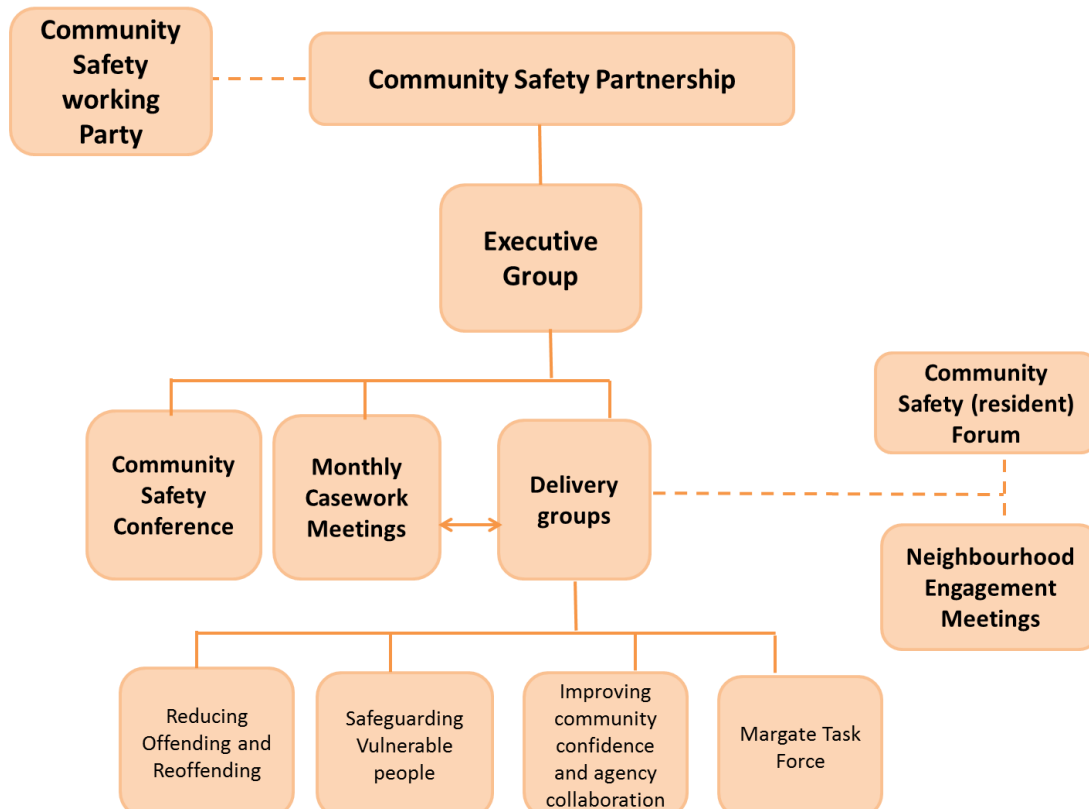 Community
Safety
working
Party
Community Safety Partnership
Executive
Group
Community
Safety (resident)
Forum
Community
Safety
Conference
Monthly
Casework
Meetings
Delivery
groups
Neighbourhood
Engagement
Meetings
Reducing
Offending and
Reoffending
Safeguarding
Vulnerable
people
Improving
community
confidence
and agency
collaboration
Margate Task
Force